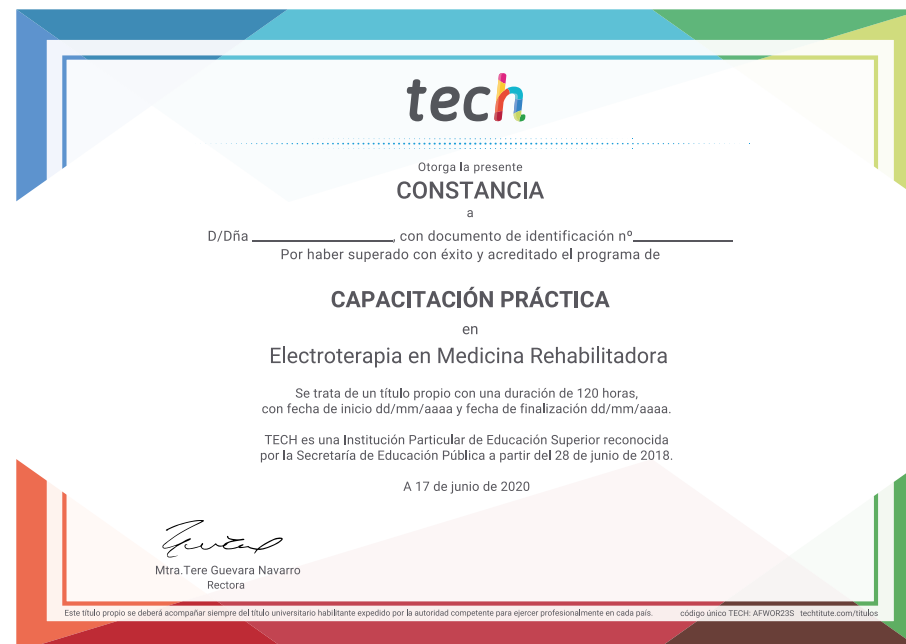 tech
Otorga la presente
CONSTANCIA
a
D/Dña ____________________, con documento de identificación nº______________
Por haber superado con éxito y acreditado el programa de
CAPACITACIÓN PRÁCTICA
en
Electroterapia en Medicina Rehabilitadora
Se trata de un título propio con una duración de 120 horas,
con fecha de inicio dd/mm/aaaa y fecha de finalización dd/mm/aaaa.
TECH es una Institución Particular de Educación Superior reconocida
por la Secretaría de Educación Pública a partir del 28 de junio de 2018.
A 17 de junio de 2020
Mtra.Tere Guevara Navarro
Rectora
Este título propio se deberá acompañar siempre del título universitario habilitante expedido por la autoridad competente para ejercer profesionalmente en cada país. código único TECH: AFWOR23S techtitute.com/titulos